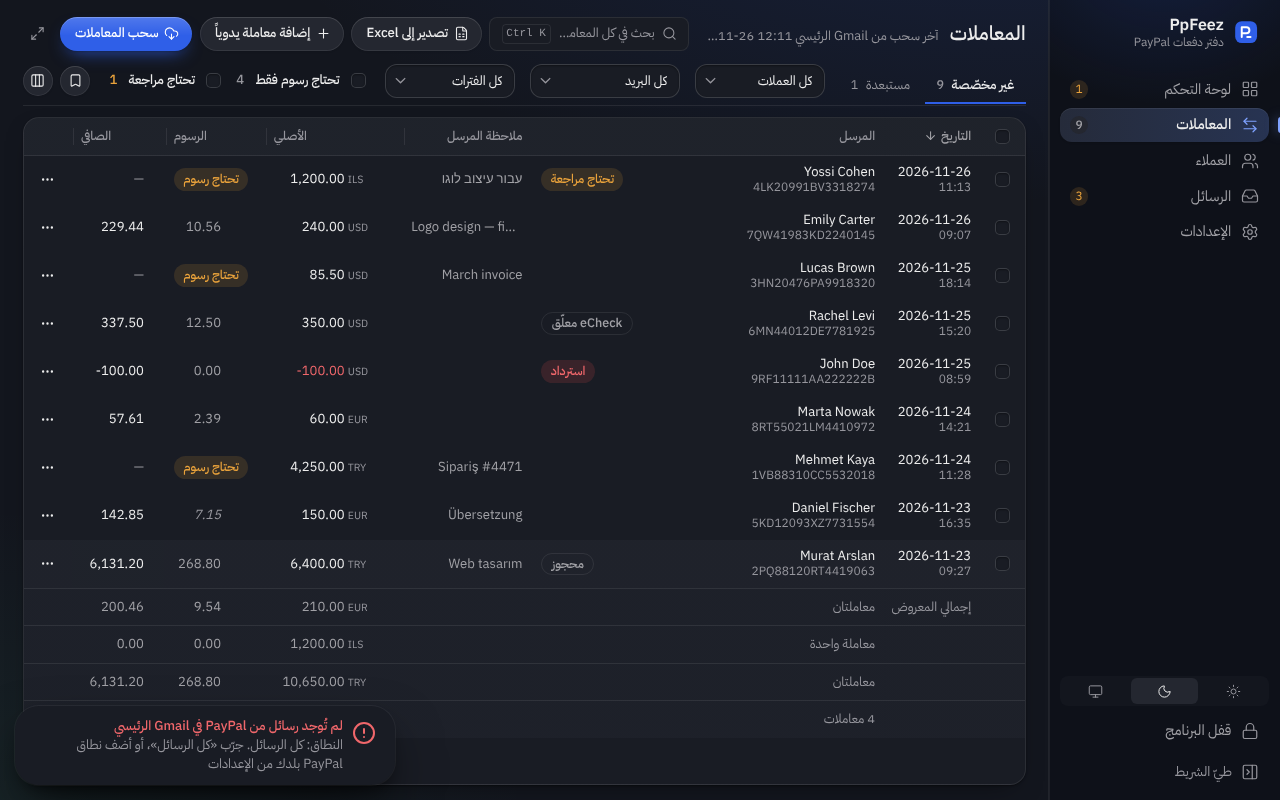 PpFeez
دفتر دفعات PayPal
لوحة التحكم 1
المعاملات 9
العملاء
الرسائل 3
الإعدادات
قفل البرنامج
طيّ الشريط
المعاملات
آخر سحب من Gmail الرئيسي 12:11 26-11...
بحث في كل المعامـ... Ctrl K
تصدير إلى Excel
إضافة معاملة يدوياً
سحب المعاملات
غير مخصّصة 9
مستبعدة 1
كل العملات
كل البريد
كل الفترات
تحتاج رسوم فقط 4
تحتاج مراجعة 1
التاريخ ↓ المرسل ملاحظة المرسل الأصلي الرسوم الصافي
2026-11-26 Yossi Cohen تحتاج مراجعة עבור עיצוב לוגו 1,200.00 ILS تحتاج رسوم —
11:13 4LK20991BV3318274
2026-11-26 Emily Carter Logo design — fi... 240.00 USD 10.56 229.44
09:07 7QW41983KD2240145
2026-11-25 Lucas Brown March invoice 85.50 USD تحتاج رسوم —
18:14 3HN20476PA9918320
2026-11-25 Rachel Levi eCheck معلّق 350.00 USD 12.50 337.50
15:20 6MN44012DE7781925
2026-11-25 John Doe استرداد -100.00 USD 0.00 -100.00
08:59 9RF11111AA222222B
2026-11-24 Marta Nowak 60.00 EUR 2.39 57.61
14:21 8RT55021LM4410972
2026-11-24 Mehmet Kaya Sipariş #4471 4,250.00 TRY تحتاج رسوم —
11:28 1VB88310CC5532018
2026-11-23 Daniel Fischer Übersetzung 150.00 EUR 7.15 142.85
16:35 5KD12093XZ7731554
2026-11-23 Murat Arslan محجوز Web tasarım 6,400.00 TRY 268.80 6,131.20
09:27 2PQ88120RT4419063
إجمالي المعروض معاملتان 210.00 EUR 9.54 200.46
معاملة واحدة 1,200.00 ILS 0.00 0.00
معاملتان 10,650.00 TRY 268.80 6,131.20
4 معاملات
لم تُوجد رسائل من PayPal في Gmail الرئيسي
النطاق: كل الرسائل. جرّب «كل الرسائل»، أو أضف نطاق
PayPal بلدك من الإعدادات